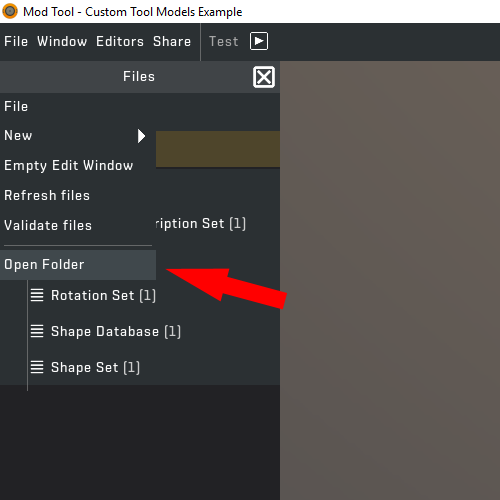 Mod Tool - Custom Tool Models Example
File Window Editors Share Test
Files
File
New
Empty Edit Window
Refresh files
Validate files
ription Set [1]
Open Folder
Rotation Set [1]
Shape Database [1]
Shape Set [1]